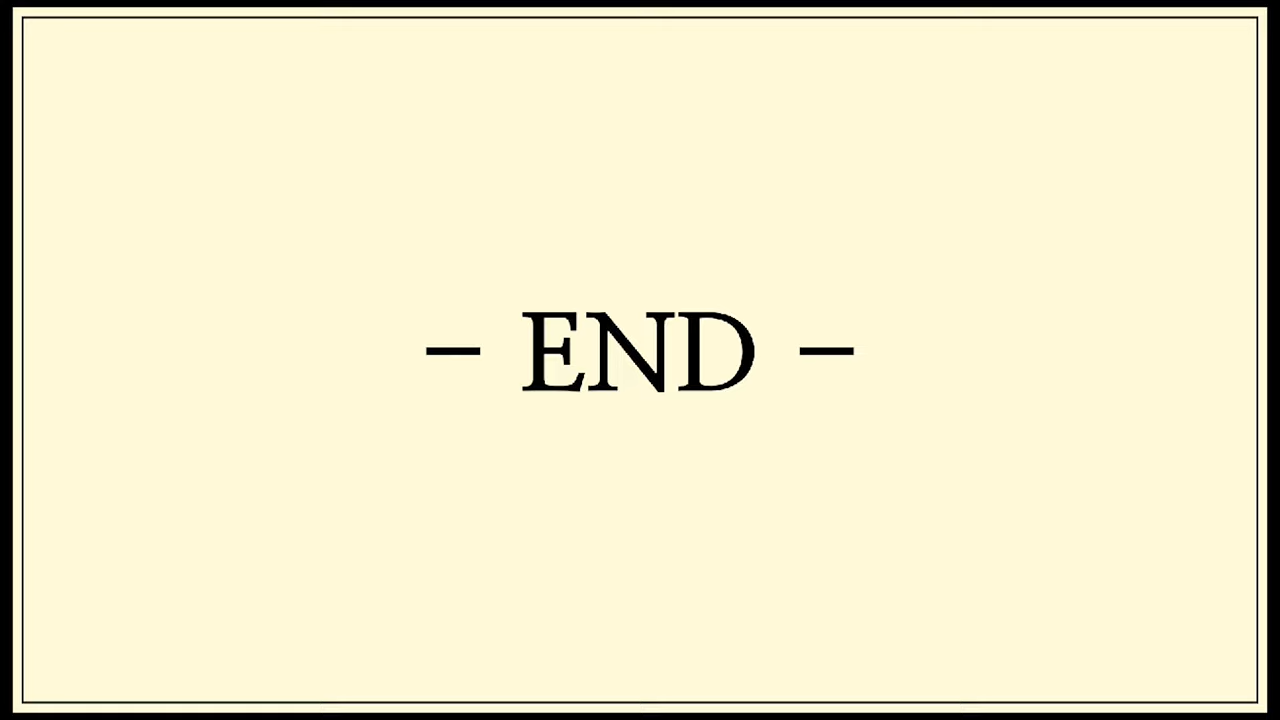 – END –